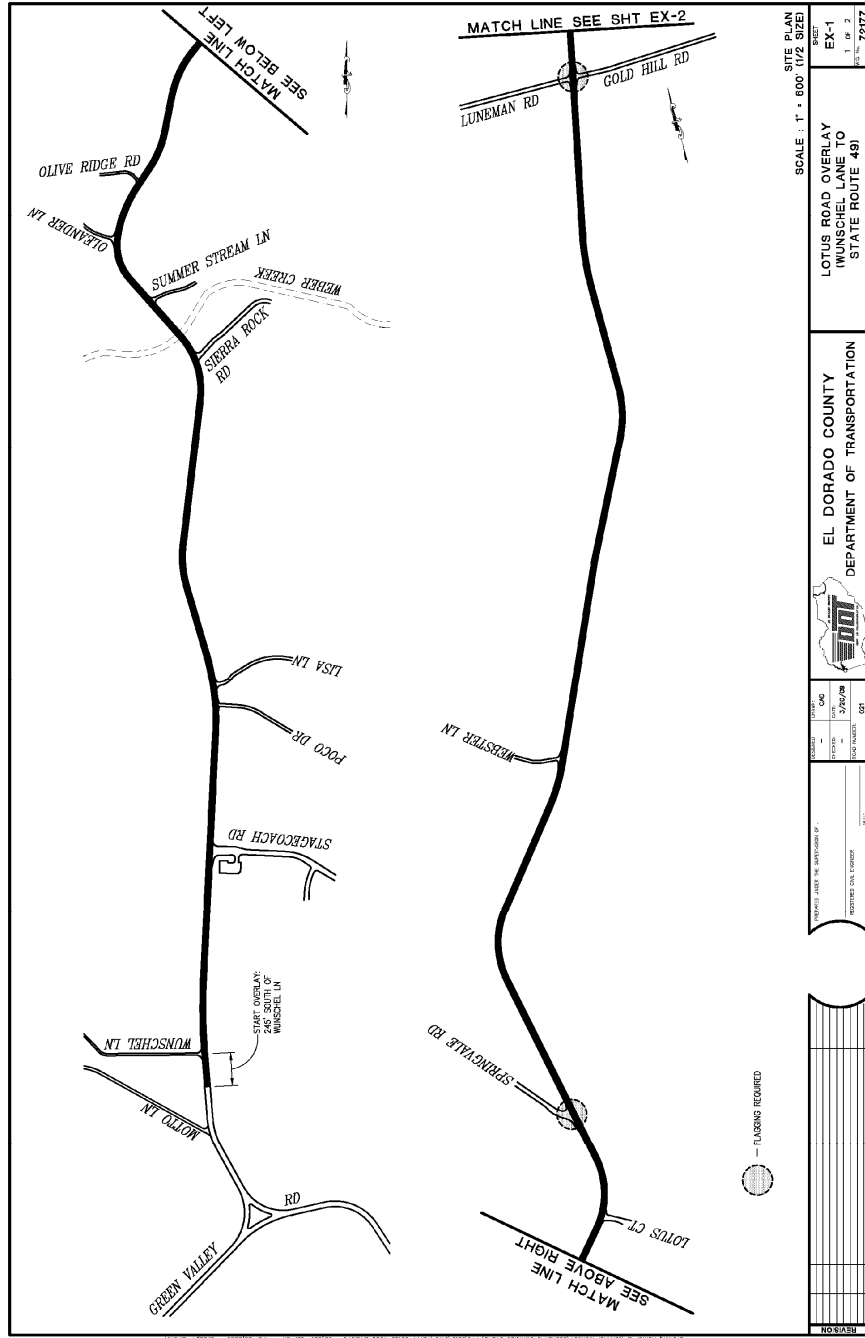 MATCH LINE
SEE BELOW LEFT
OLIVE RIDGE RD
OLEANDER LN
SUMMER STREAM LN
WEBER CREEK
SIERRA ROCK
RD
LISA LN
POCO DR
STAGECOACH RD
START OVERLAY:
245' SOUTH OF
WUNSCHEL LN
WUNSCHEL LN
MOTTO LN
RD
GREEN VALLEY
MATCH LINE SEE SHT EX-2
LUNEMAN RD
GOLD HILL RD
WEBSTER LN
SPRINGVALE RD
LOTUS CT
MATCH LINE
SEE ABOVE RIGHT
— FLAGGING REQUIRED
SITE PLAN
SCALE : 1" = 600' (1/2 SIZE)
SHEET
EX-1
1 OF 2
72177
LOTUS ROAD OVERLAY
(WUNSCHEL LANE TO
STATE ROUTE 49)
EL DORADO COUNTY
DEPARTMENT OF TRANSPORTATION
DOT
CAD
DATE:
3/20/09
ROAD NUMBER:
021
PREPARED UNDER THE SUPERVISION OF :
REGISTERED CIVIL ENGINEER
REVISION